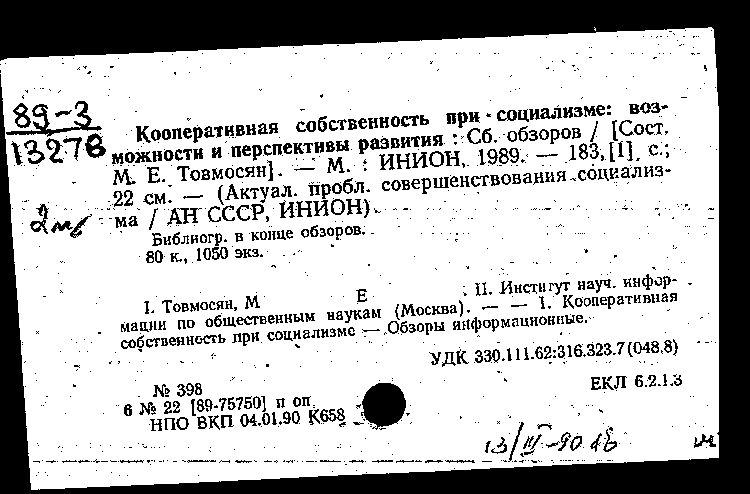 89-3
13278
Кооперативная собственность при социализме: воз-
можности и перспективы развития : Сб. обзоров / [Сост.
М. Е. Товмосян]. — М. : ИНИОН, 1989. — 183, [1] с.;
22 см. — (Актуал. пробл. совершенствования социализ-
ма / АН СССР, ИНИОН).
Библиогр. в конце обзоров.
80 к., 1050 экз.
I. Товмосян, М Е . II. Институт науч. инфор-
мации по общественным наукам (Москва). — — 1. Кооперативная
собственность при социализме — Обзоры информационные.
УДК 330.111.62:316.323.7(048.8)
ЕКЛ 6.2.1.3
№ 398
6 № 22 [89-75750] п оп
НПО ВКП 04.01.90 К658
13/III-90